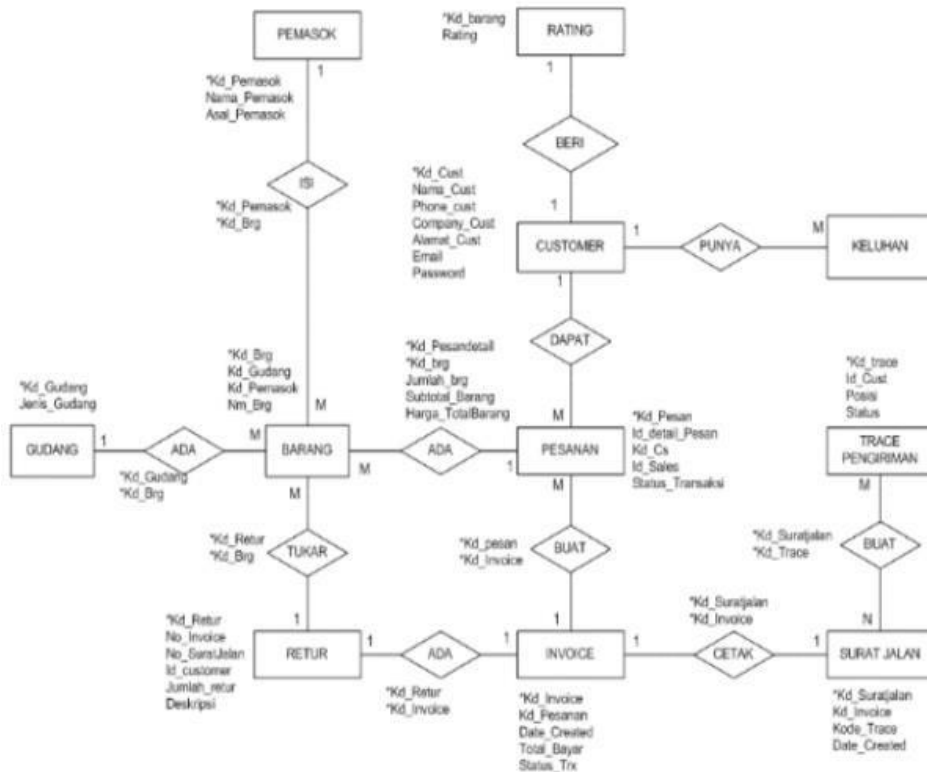 PEMASOK
1
*Kd_Pemasok
Nama_Pemasok
Asal_Pemasok
ISI
*Kd_Pemasok
*Kd_Brg
*Kd_barang
Rating
RATING
1
BERI
*Kd_Cust
Nama_Cust
Phone_cust
Company_Cust
Alamat_Cust
Email
Password
1
CUSTOMER
1
1
PUNYA
M
KELUHAN
DAPAT
*Kd_Pesandetail
*Kd_brg
Jumlah_brg
Subtotal_Barang
Harga_TotalBarang
*Kd_Gudang
Jenis_Gudang
*Kd_Brg
Kd_Gudang
Kd_Pemasok
Nm_Brg
M
GUDANG
1
ADA
M
*Kd_Gudang
*Kd_Brg
BARANG
M
ADA
1
M
PESANAN
*Kd_Pesan
Id_detail_Pesan
Kd_Cs
Id_Sales
Status_Transaksi
*Kd_trace
Id_Cust
Posisi
Status
TRACE
PENGIRIMAN
M
*Kd_Retur
*Kd_Brg
TUKAR
1
M
*Kd_pesan
*Kd_Invoice
BUAT
1
M
*Kd_Suratjalan
*Kd_Trace
BUAT
N
*Kd_Retur
No_Invoice
No_SuratJalan
Id_customer
Jumlah_retur
Deskripsi
RETUR
1
ADA
1
*Kd_Retur
*Kd_Invoice
INVOICE
1
*Kd_Suratjalan
*Kd_Invoice
CETAK
1
SURAT JALAN
*Kd_Invoice
Kd_Pesanan
Date_Created
Total_Bayar
Status_Trx
*Kd_Suratjalan
Kd_Invoice
Kode_Trace
Date_Created